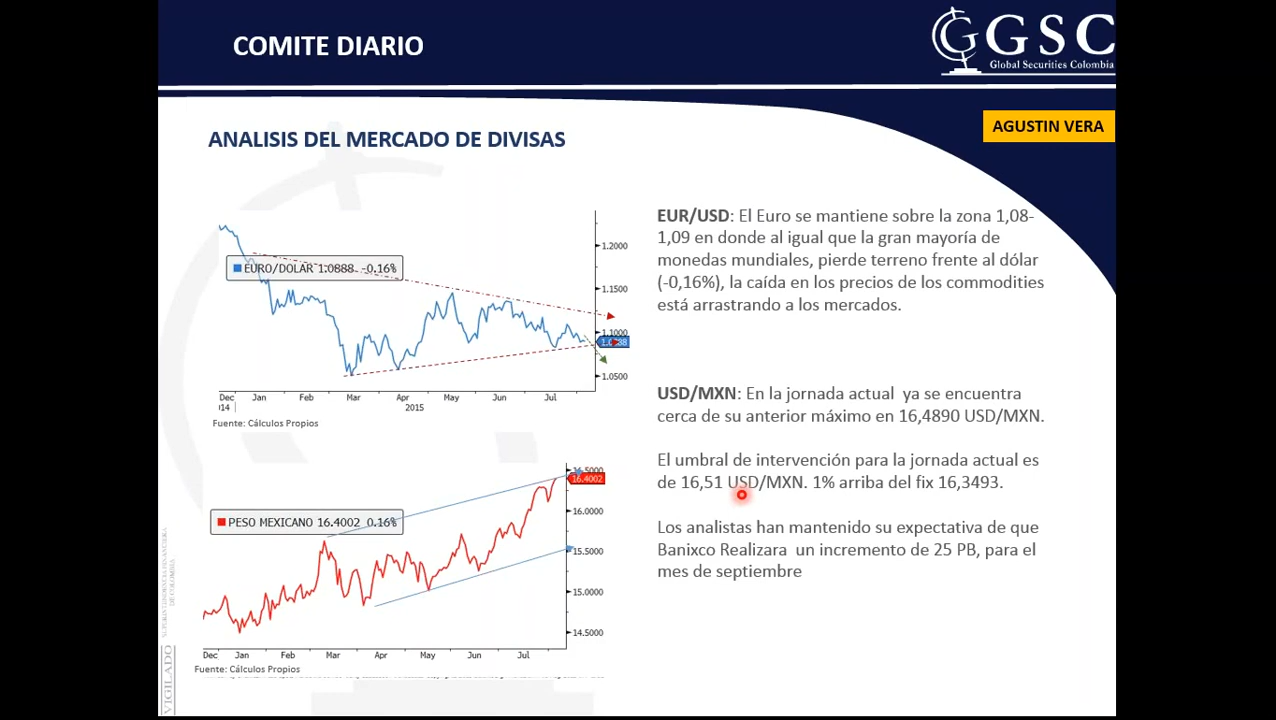 COMITE DIARIO
GGSC
Global Securities Colombia
AGUSTIN VERA
ANALISIS DEL MERCADO DE DIVISAS
EURO/DOLAR 1.0888 -0.16%
1.2000
1.1500
1.1000
1.0500
Dec Jan Feb Mar Apr May Jun Jul
2015
Fuente: Cálculos Propios
EUR/USD: El Euro se mantiene sobre la zona 1,08-
1,09 en donde al igual que la gran mayoría de
monedas mundiales, pierde terreno frente al dólar
(-0,16%), la caída en los precios de los commodities
está arrastrando a los mercados.
USD/MXN: En la jornada actual ya se encuentra
cerca de su anterior máximo en 16,4890 USD/MXN.
El umbral de intervención para la jornada actual es
de 16,51 USD/MXN. 1% arriba del fix 16,3493.
Los analistas han mantenido su expectativa de que
Banixco Realizara un incremento de 25 PB, para el
mes de septiembre
PESO MEXICANO 16.4002 0.16%
16.5000
16.4002
16.0000
15.5000
15.0000
14.5000
Dec Jan Feb Mar Apr May Jun Jul
Fuente: Cálculos Propios
SUPERINTENDENCIA FINANCIERA
DE COLOMBIA
VIGILADO